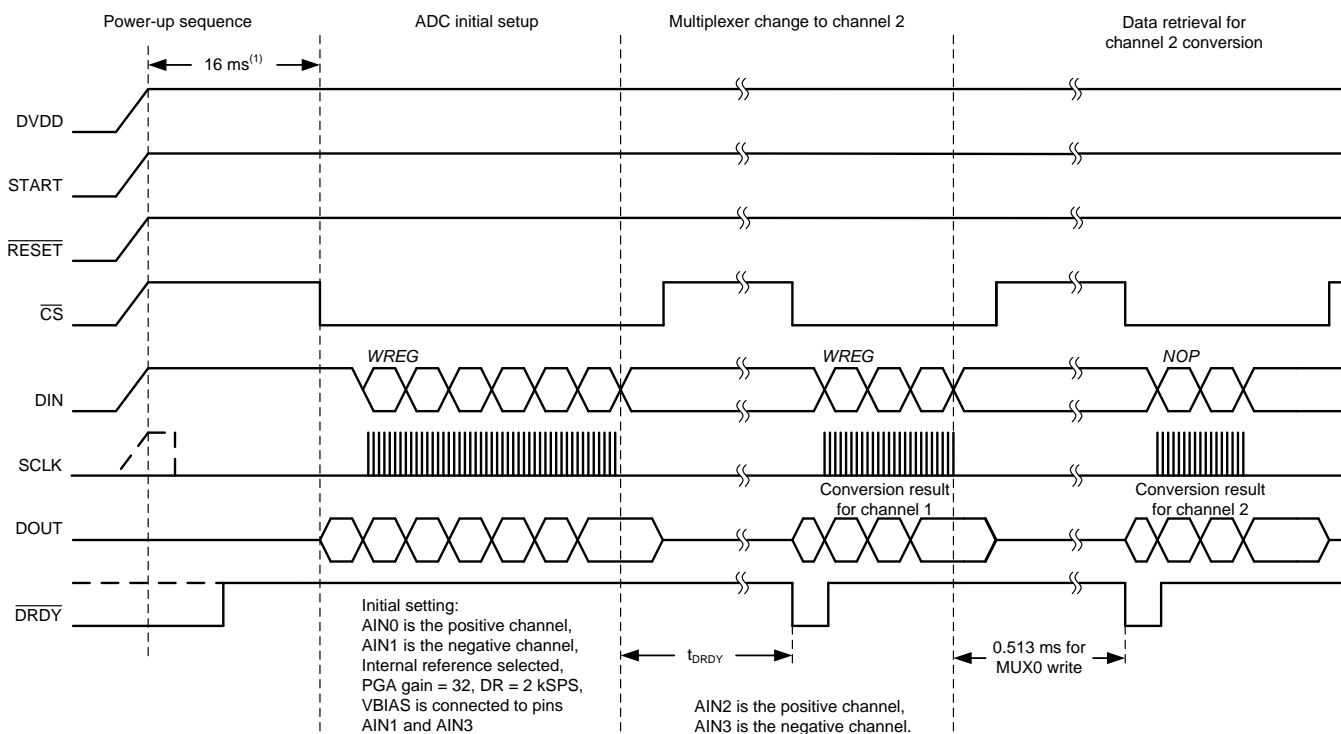 Power-up sequence
ADC initial setup
Multiplexer change to channel 2
Data retrieval for
channel 2 conversion
16 ms(1)
DVDD
START
RESET
CS
WREG
WREG
NOP
DIN
SCLK
Conversion result
for channel 1
Conversion result
for channel 2
DOUT
DRDY
Initial setting:
AIN0 is the positive channel,
AIN1 is the negative channel,
Internal reference selected,
PGA gain = 32, DR = 2 kSPS,
VBIAS is connected to pins
AIN1 and AIN3
tDRDY
0.513 ms for
MUX0 write
AIN2 is the positive channel,
AIN3 is the negative channel.